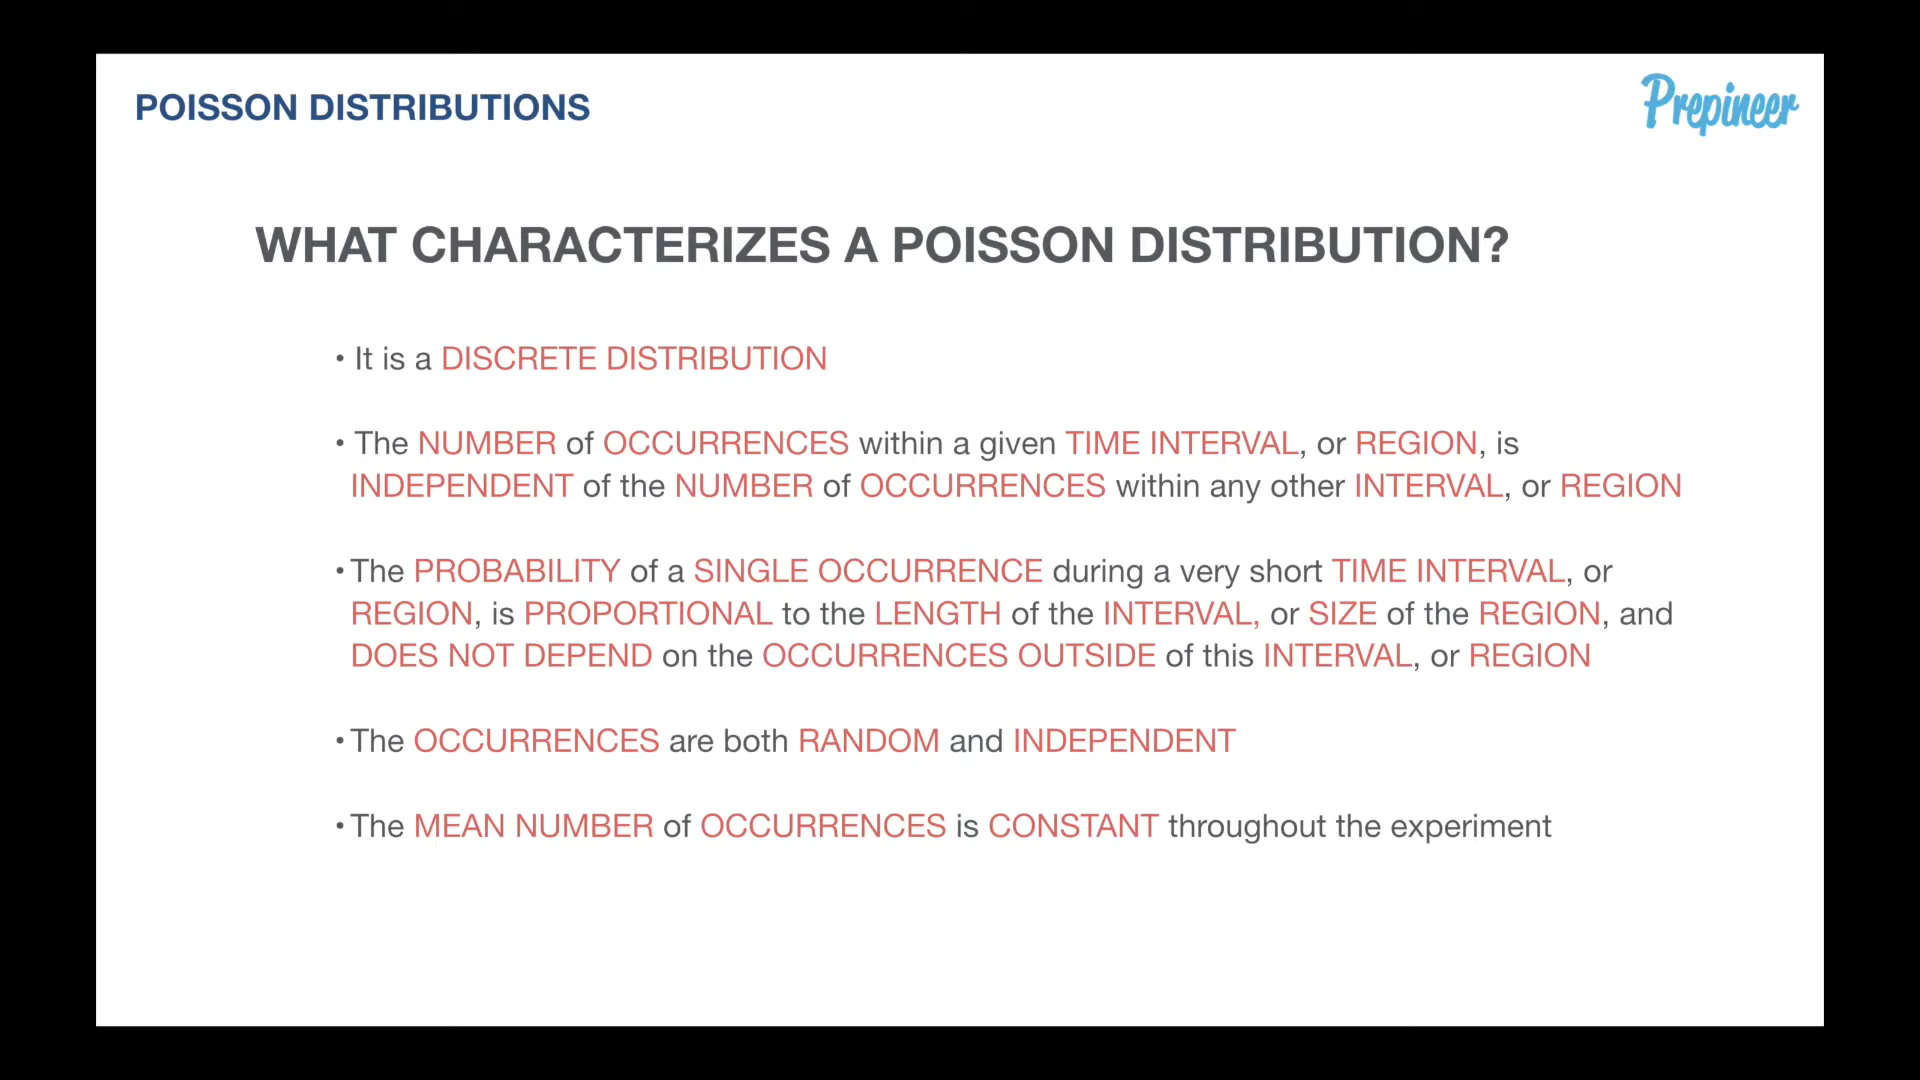 POISSON DISTRIBUTIONS
Prepineer
WHAT CHARACTERIZES A POISSON DISTRIBUTION?
• It is a DISCRETE DISTRIBUTION
• The NUMBER of OCCURRENCES within a given TIME INTERVAL, or REGION, is
INDEPENDENT of the NUMBER of OCCURRENCES within any other INTERVAL, or REGION
• The PROBABILITY of a SINGLE OCCURRENCE during a very short TIME INTERVAL, or
REGION, is PROPORTIONAL to the LENGTH of the INTERVAL, or SIZE of the REGION, and
DOES NOT DEPEND on the OCCURRENCES OUTSIDE of this INTERVAL, or REGION
• The OCCURRENCES are both RANDOM and INDEPENDENT
• The MEAN NUMBER of OCCURRENCES is CONSTANT throughout the experiment